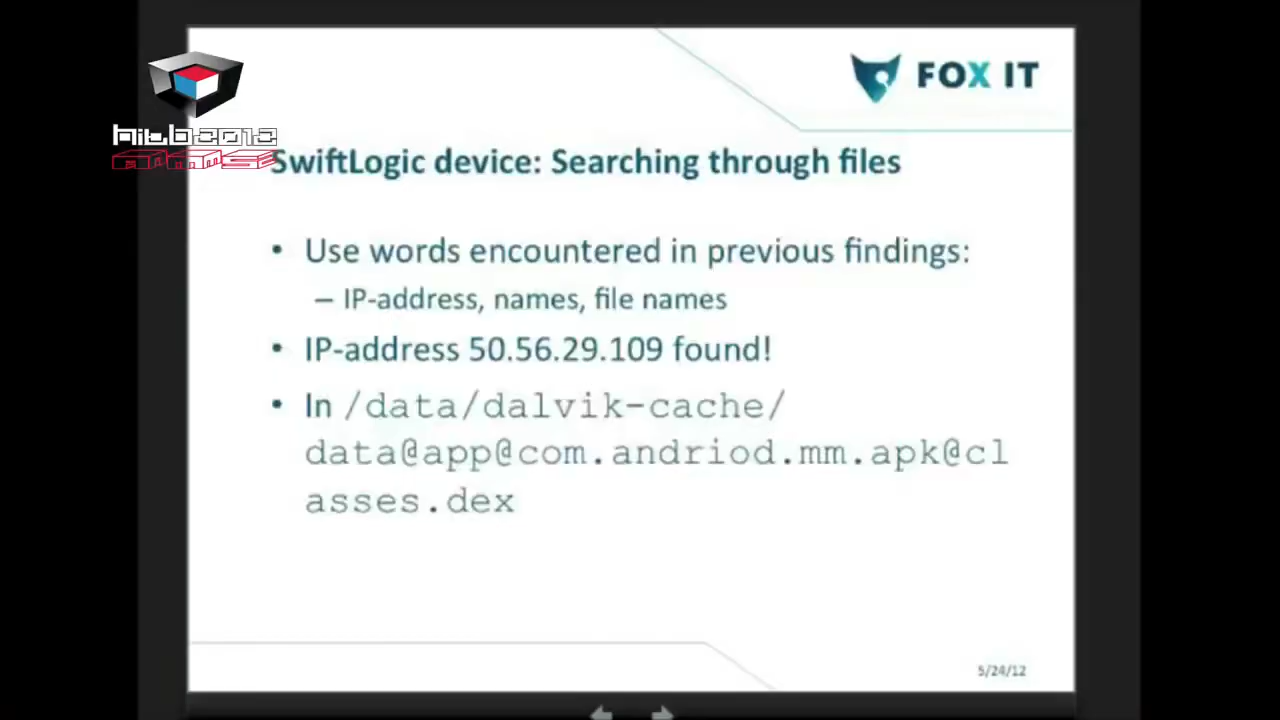 FOX IT
hitb2012
ams
SwiftLogic device: Searching through files
• Use words encountered in previous findings:
– IP-address, names, file names
• IP-address 50.56.29.109 found!
• In /data/dalvik-cache/
data@app@com.andriod.mm.apk@cl
asses.dex
5/24/12